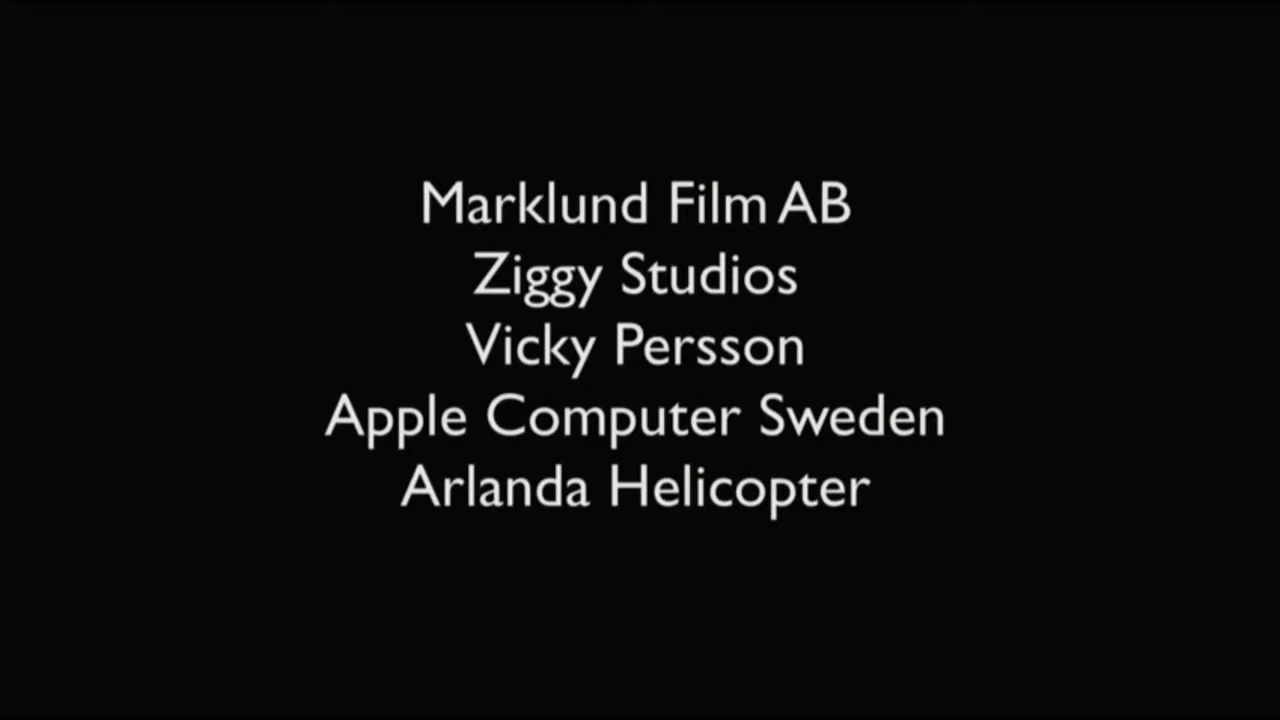 Marklund Film AB
Ziggy Studios
Vicky Persson
Apple Computer Sweden
Arlanda Helicopter